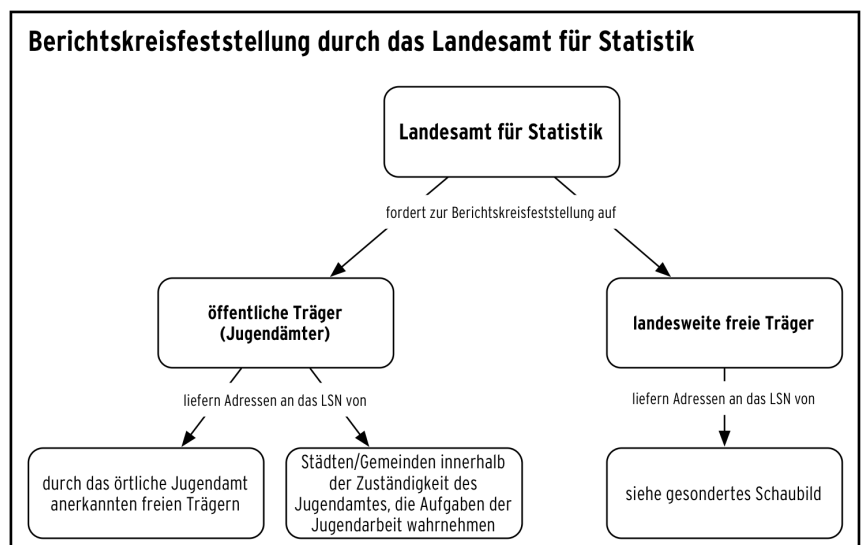 Berichtskreisfeststellung durch das Landesamt für Statistik
Landesamt für Statistik
fordert zur Berichtskreisfeststellung auf
öffentliche Träger
(Jugendämter)
landesweite freie Träger
liefern Adressen an das LSN von
liefern Adressen an das LSN von
durch das örtliche Jugendamt
anerkannten freien Trägern
Städten/Gemeinden innerhalb
der Zuständigkeit des
Jugendamtes, die Aufgaben der
Jugendarbeit wahrnehmen
siehe gesondertes Schaubild